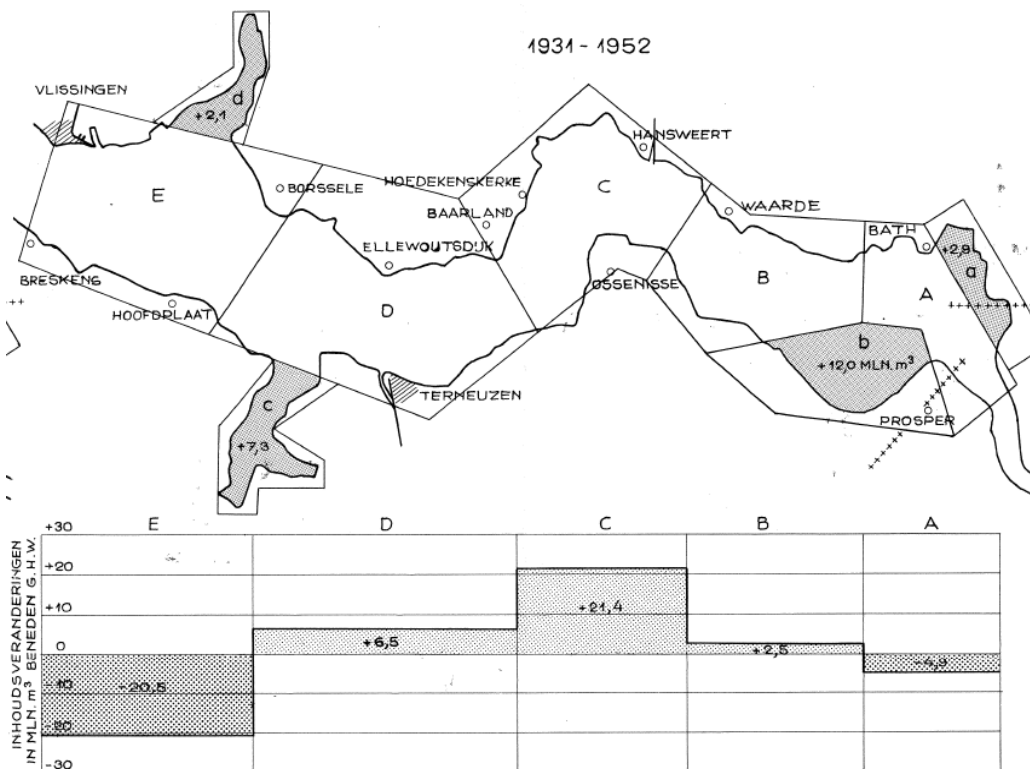 1931 - 1952
VLISSINGEN
d
+2,1
HANSWEERT
E
BORSSELE
HOEDEKENSKERKE
C
BAARLAND
WAARDE
ELLEWOUTSDIJK
BATH
+2,9
BRESKENS
OSSENISSE
B
a
A
HOOFDPLAAT
D
b
+12,0 MLN. m³
c
TERNEUZEN
PROSPER
+7,3
E D C B A
INHOUDSVERANDERINGEN
IN MLN. m³ BENEDEN G.H.W.
+30
+20
+10
0
-10
-20
-30
-20,5
+6,5
+21,4
+2,5
-4,9